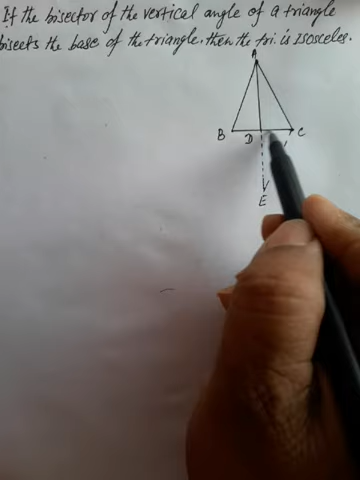 If the bisector of the vertical angle of a triangle
bisects the base of the triangle, then the tri. is Isosceles.
A
B D C
E